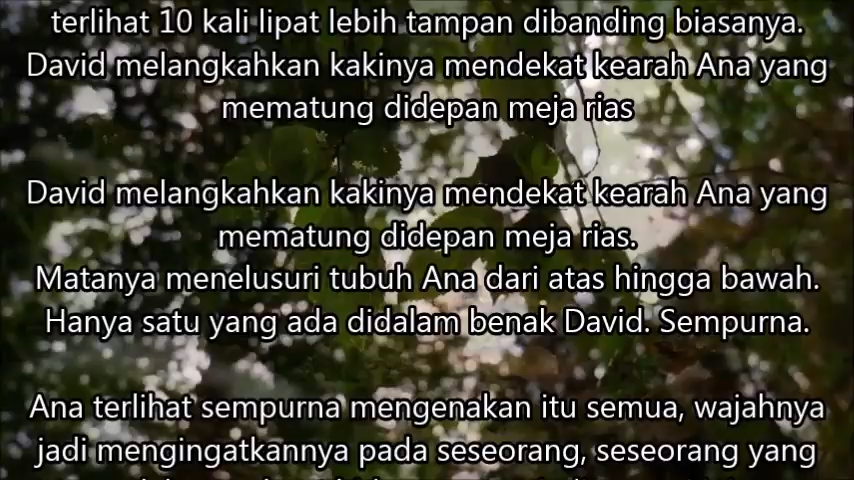 terlihat 10 kali lipat lebih tampan dibanding biasanya.
David melangkahkan kakinya mendekat kearah Ana yang
mematung didepan meja rias
David melangkahkan kakinya mendekat kearah Ana yang
mematung didepan meja rias.
Matanya menelusuri tubuh Ana dari atas hingga bawah.
Hanya satu yang ada didalam benak David. Sempurna.
Ana terlihat sempurna mengenakan itu semua, wajahnya
jadi mengingatkannya pada seseorang, seseorang yang